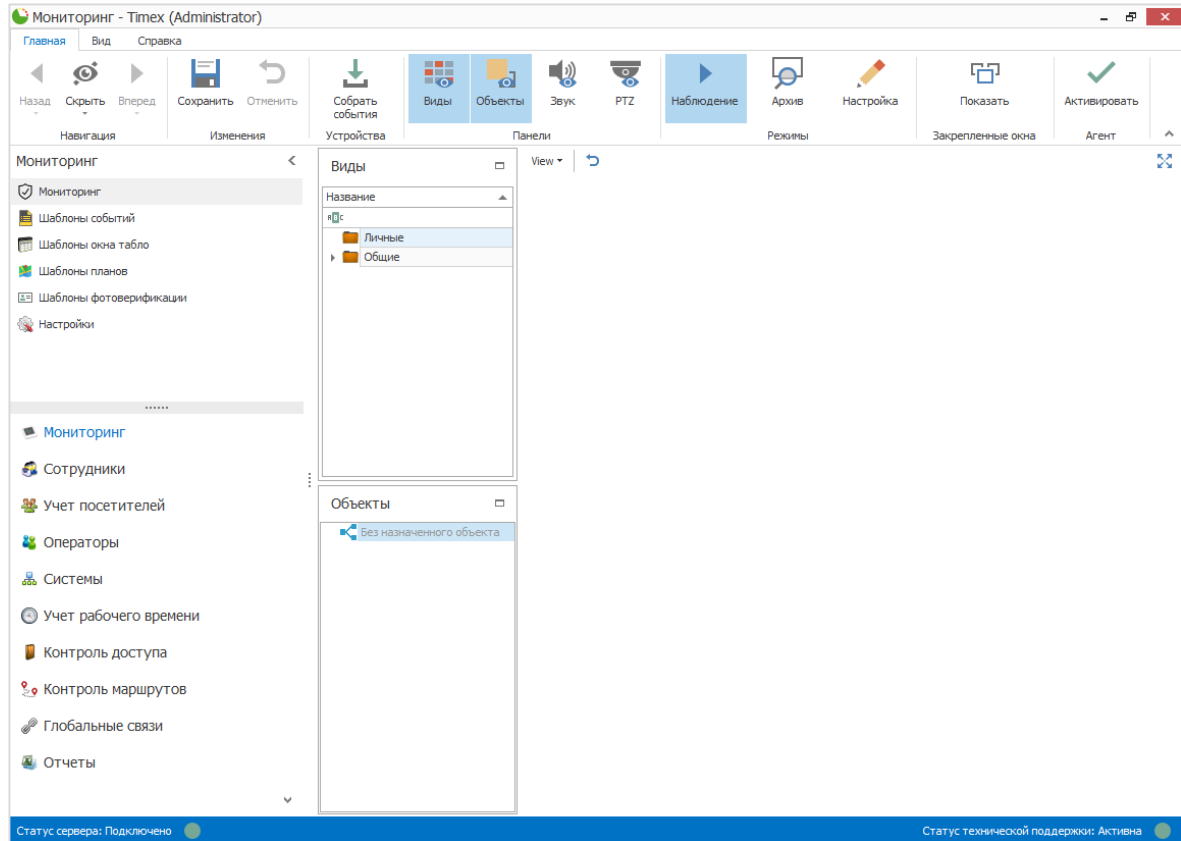 Мониторинг - Timex (Administrator)
Главная Вид Справка
Назад Скрыть Вперед Сохранить Отменить Собрать события Виды Объекты Звук PTZ Наблюдение Архив Настройка Показать Активировать
Навигация Изменения Устройства Панели Режимы Закрепленные окна Агент
Мониторинг
Мониторинг
Шаблоны событий
Шаблоны окна табло
Шаблоны планов
Шаблоны фотоверификации
Настройки
Мониторинг
Сотрудники
Учет посетителей
Операторы
Системы
Учет рабочего времени
Контроль доступа
Контроль маршрутов
Глобальные связи
Отчеты
Виды
Название
Личные
Общие
Объекты
Без назначенного объекта
View
Статус сервера: Подключено
Статус технической поддержки: Активна